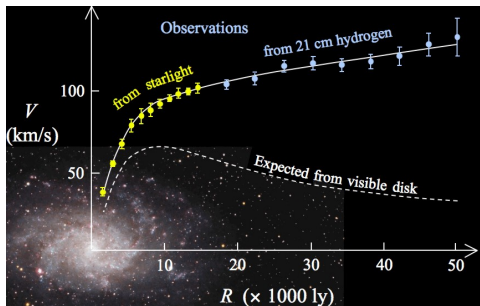 Observations
from 21 cm hydrogen
from starlight
100
V
(km/s)
Expected from visible disk
50
10
20
30
40
50
R (× 1000 ly)